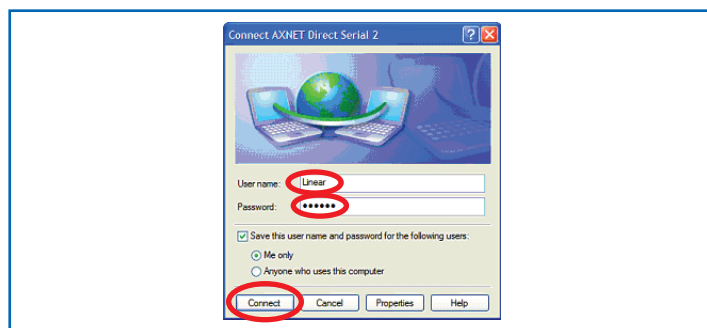 Connect AXNET Direct Serial 2
User name: Linear
Password: ••••••
Save this user name and password for the following users:
Me only
Anyone who uses this computer
Connect Cancel Properties Help